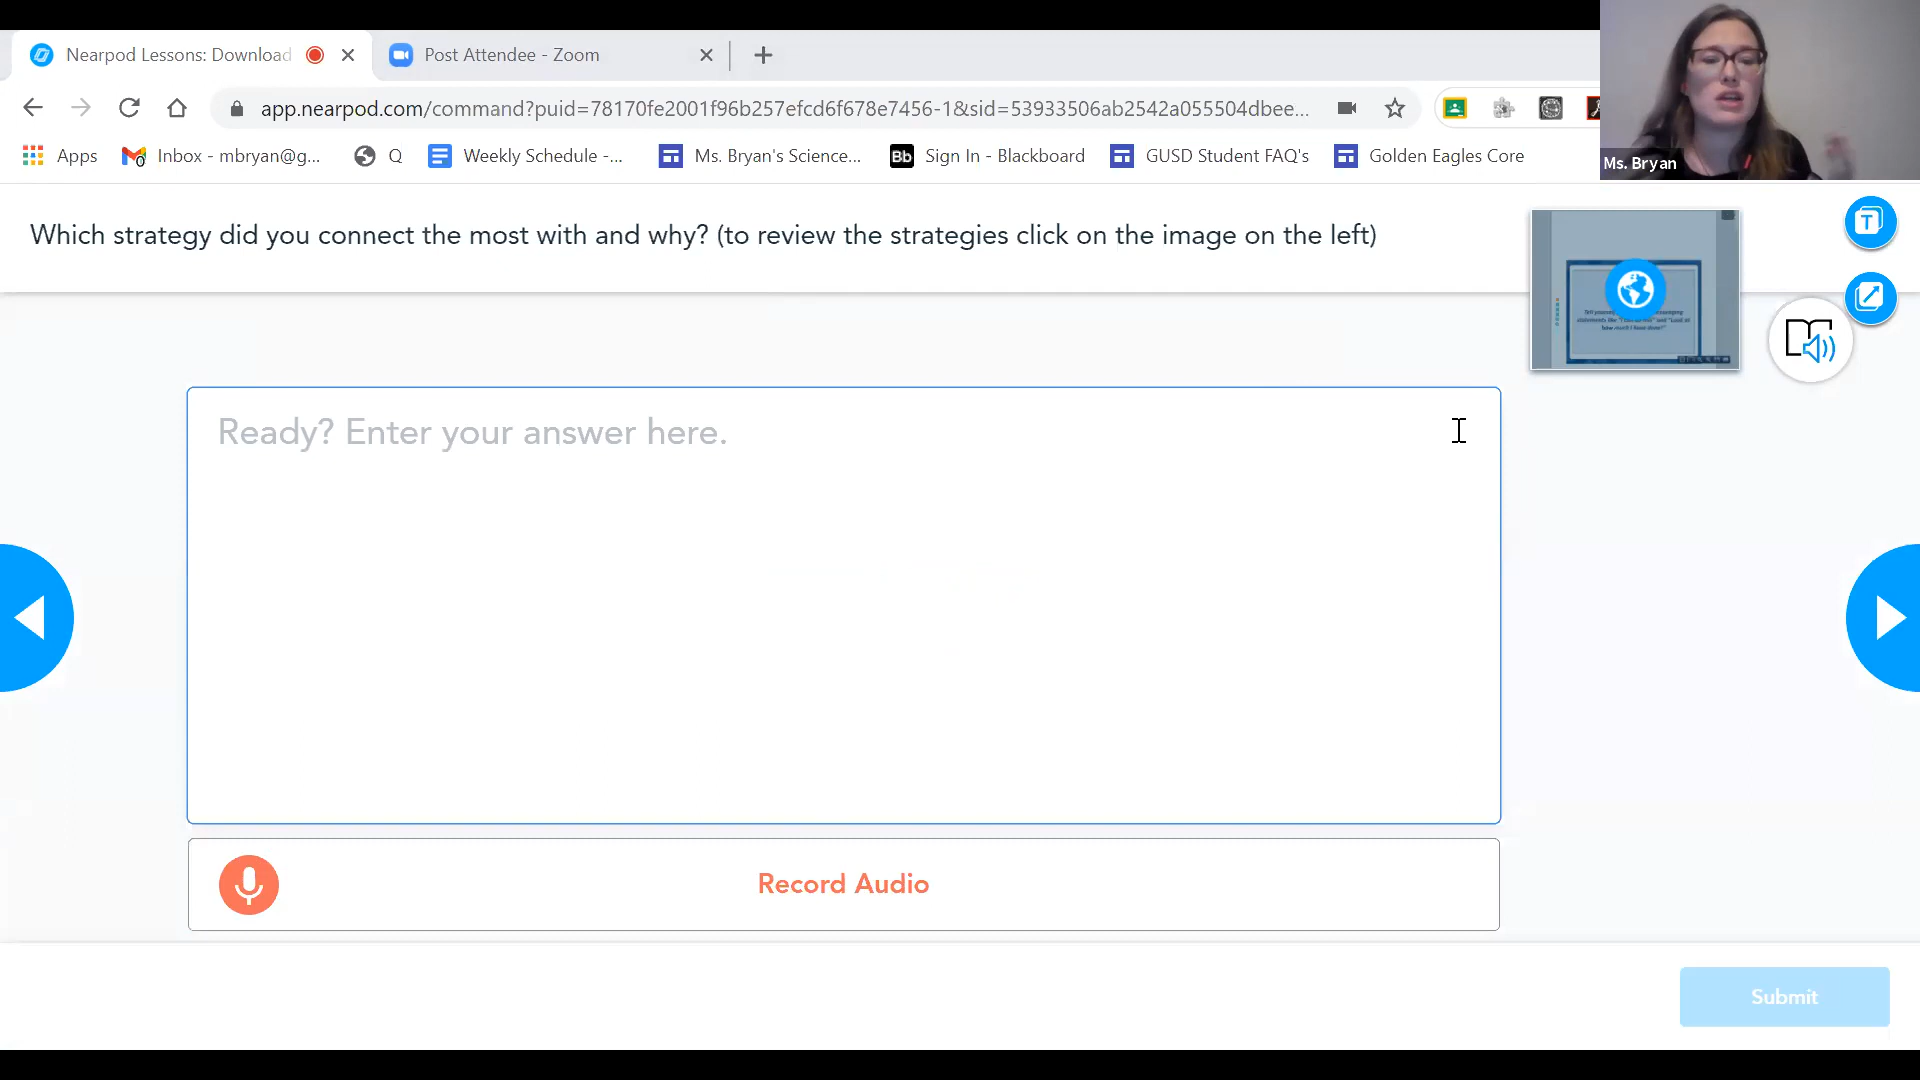 Nearpod Lessons: Download
Post Attendee - Zoom
app.nearpod.com/command?puid=78170fe2001f96b257efcd6f678e7456-1&sid=53933506ab2542a055504dbee...
Apps
Inbox - mbryan@g...
Q
Weekly Schedule -...
Ms. Bryan's Science...
Bb
Sign In - Blackboard
GUSD Student FAQ's
Golden Eagles Core
Ms. Bryan
Which strategy did you connect the most with and why? (to review the strategies click on the image on the left)
T
Ready? Enter your answer here.
Record Audio
Submit